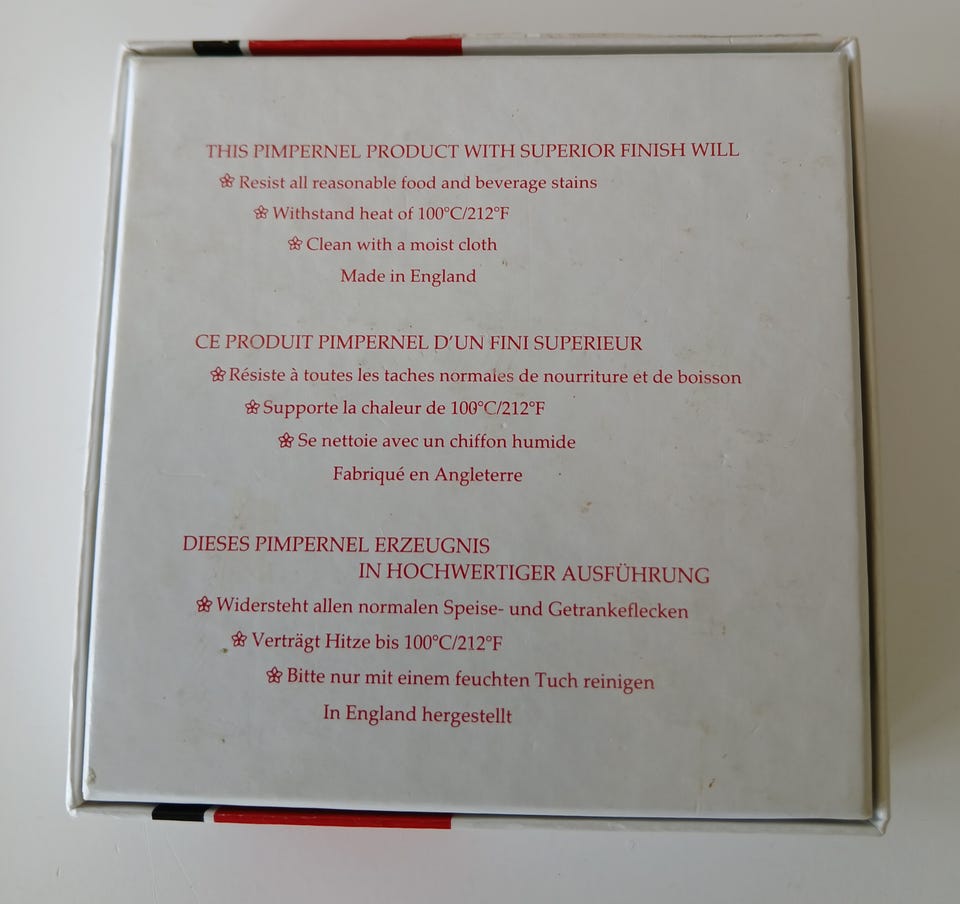 THIS PIMPERNEL PRODUCT WITH SUPERIOR FINISH WILL
Resist all reasonable food and beverage stains
Withstand heat of 100°C/212°F
Clean with a moist cloth
Made in England
CE PRODUIT PIMPERNEL D'UN FINI SUPERIEUR
Résiste à toutes les taches normales de nourriture et de boisson
Supporte la chaleur de 100°C/212°F
Se nettoie avec un chiffon humide
Fabriqué en Angleterre
DIESES PIMPERNEL ERZEUGNIS
IN HOCHWERTIGER AUSFÜHRUNG
Widersteht allen normalen Speise- und Getrankeflecken
Verträgt Hitze bis 100°C/212°F
Bitte nur mit einem feuchten Tuch reinigen
In England hergestellt